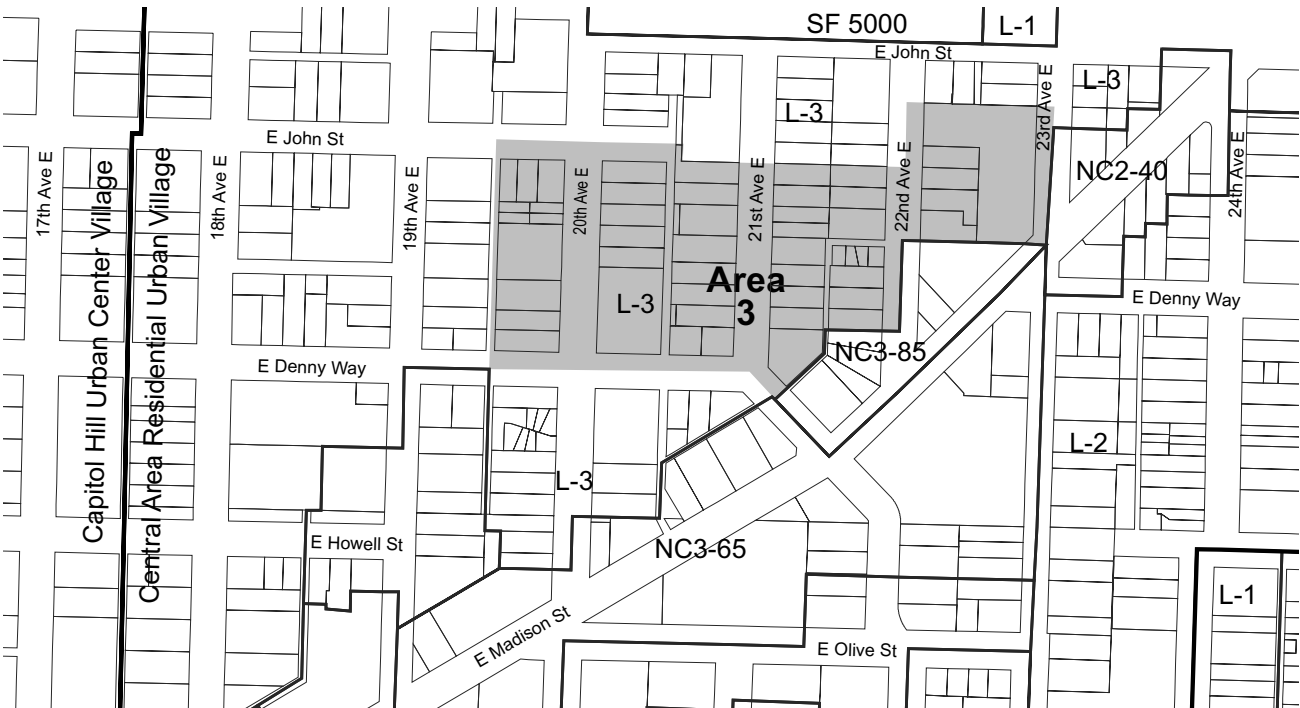 SF 5000
L-1
E John St
L-3
L-3
23rd Ave E
E John St
NC2-40
17th Ave E
Capitol Hill Urban Center Village
Central Area Residential Urban Village
18th Ave E
19th Ave E
20th Ave E
21st Ave E
22nd Ave E
24th Ave E
Area
3
L-3
E Denny Way
NC3-85
E Denny Way
L-2
L-3
E Howell St
NC3-65
L-1
E Madison St
E Olive St